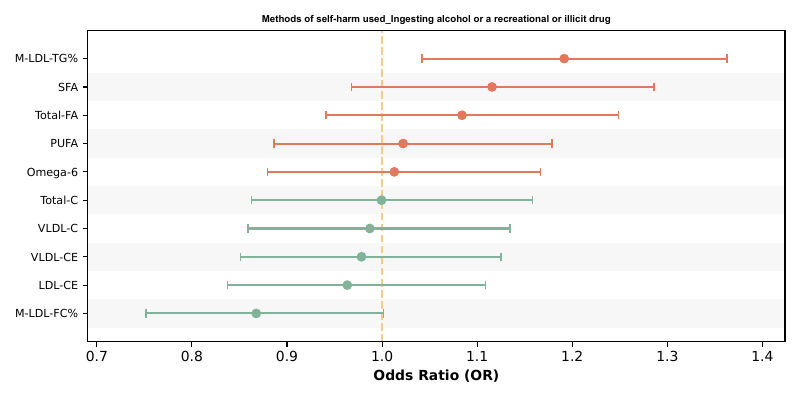 Methods of self-harm used_Ingesting alcohol or a recreational or illicit drug
M-LDL-TG%
SFA
Total-FA
PUFA
Omega-6
Total-C
VLDL-C
VLDL-CE
LDL-CE
M-LDL-FC%
0.7 0.8 0.9 1.0 1.1 1.2 1.3 1.4
Odds Ratio (OR)